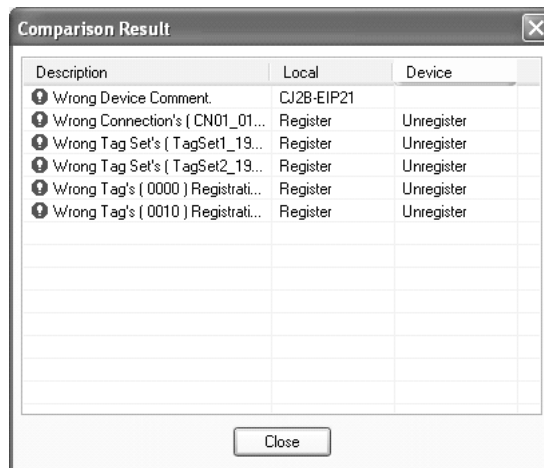 Comparison Result
Description Local Device
Wrong Device Comment. CJ2B-EIP21
Wrong Connection's ( CN01_01... Register Unregister
Wrong Tag Set's ( TagSet1_19... Register Unregister
Wrong Tag Set's ( TagSet2_19... Register Unregister
Wrong Tag's ( 0000 ) Registrati... Register Unregister
Wrong Tag's ( 0010 ) Registrati... Register Unregister
Close